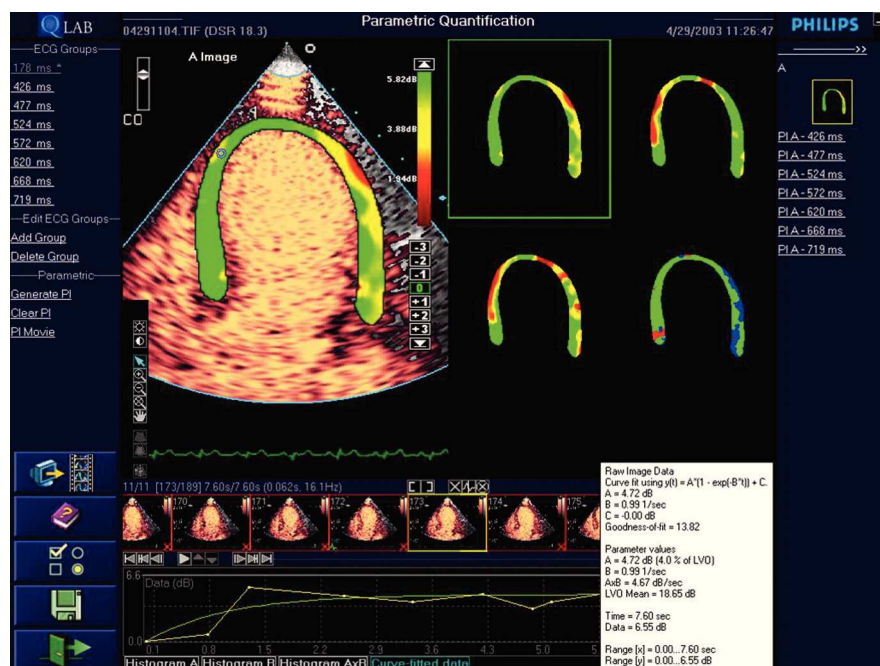 QLAB
Parametric Quantification
PHILIPS
04291104.TIF (DSR 18.3)
4/29/2003 11:26:47
ECG Groups
178 ms *
426 ms
477 ms
524 ms
572 ms
620 ms
668 ms
719 ms
Edit ECG Groups
Add Group
Delete Group
Parametric
Generate PI
Clear PI
PI Movie
A Image
5.82dB
3.88dB
1.94dB
-3
-2
-1
0
+1
+2
+3
>>
A
PI A - 426 ms
PI A - 477 ms
PI A - 524 ms
PI A - 572 ms
PI A - 620 ms
PI A - 668 ms
PI A - 719 ms
11/11 [173/189] 7.60s/7.60s (0.062s, 16.1Hz)
170
171
172
173
174
175
6.6
Data (dB)
0.0
0.1 0.8 1.5 2.2 2.9 3.6 4.3 5.0
Histogram A Histogram B Histogram AxB Curve-fitted data
Raw Image Data
Curve fit using y(t) = A*(1 - exp(-B*t)) + C.
A = 4.72 dB
B = 0.99 1/sec
C = -0.00 dB
Goodness-of-fit = 13.82
Parameter values
A = 4.72 dB (4.0 % of LVO)
B = 0.99 1/sec
AxB = 4.67 dB/sec
LVO Mean = 18.65 dB
Time = 7.60 sec
Data = 6.55 dB
Range [x] = 0.00...7.60 sec
Range [y] = 0.00...6.55 dB